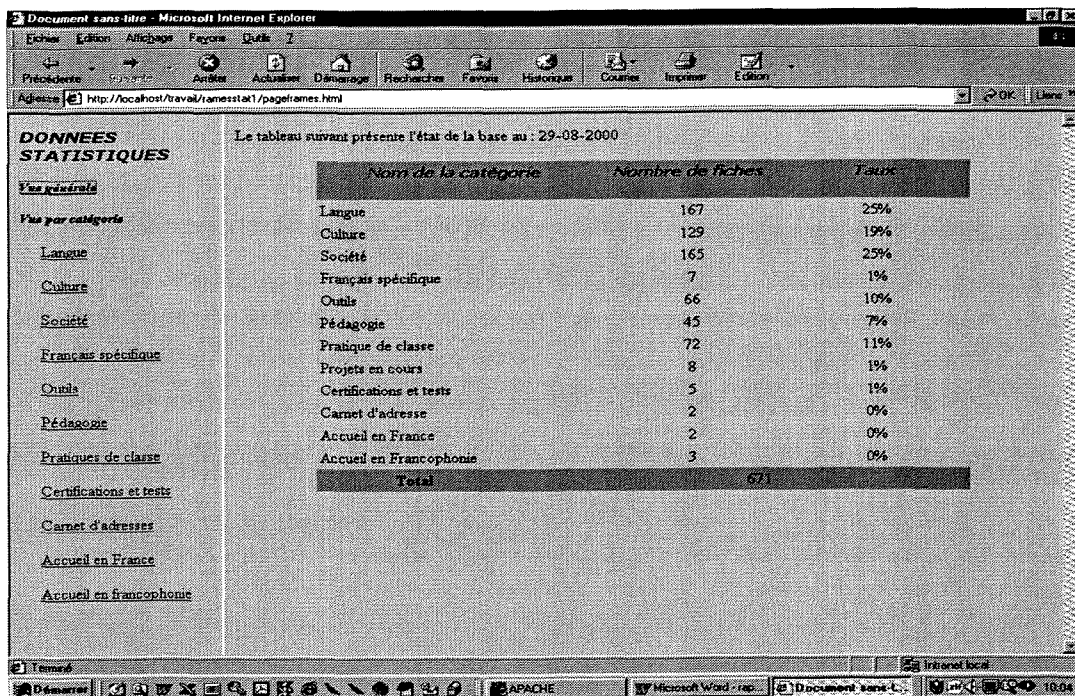 Document sans-titre - Microsoft Internet Explorer
Fichier Edition Affichage Favoris Outils ?
Précédente Suivante Arrêter Actualiser Démarrage Rechercher Favoris Historique Courrier Imprimer Edition
Adresse http://localhost/travail/ramesstat1/pageframes.html OK Liens »
DONNEES
STATISTIQUES
Vue générale
Vue par catégorie
Langue
Culture
Société
Français spécifique
Outils
Pédagogie
Pratiques de classe
Certifications et tests
Carnet d'adresses
Accueil en France
Accueil en francophonie
Le tableau suivant présente l'état de la base au : 29-08-2000
Nom de la catégorie Nombre de fiches Taux
Langue 167 25%
Culture 129 19%
Société 165 25%
Français spécifique 7 1%
Outils 66 10%
Pédagogie 45 7%
Pratique de classe 72 11%
Projets en cours 8 1%
Certifications et tests 5 1%
Carnet d'adresse 2 0%
Accueil en France 2 0%
Accueil en Francophonie 3 0%
Total 671
Terminé Intranet local
Démarrer APACHE Microsoft Word - rap... Document sans-t... 10:04